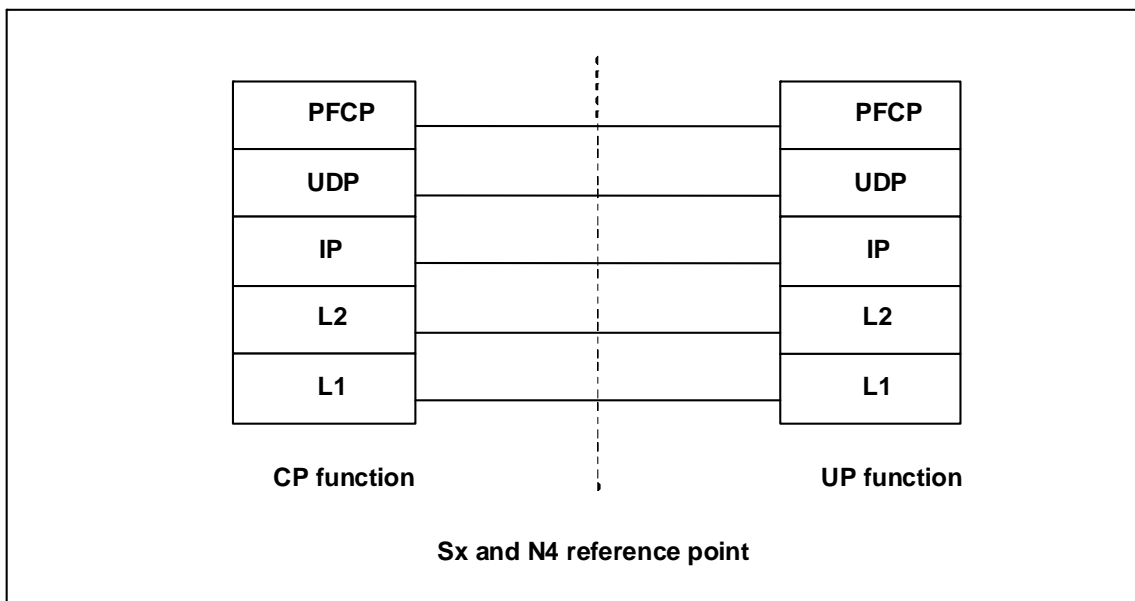 PFCP
PFCP
UDP
UDP
IP
IP
L2
L2
L1
L1
CP function
UP function
Sx and N4 reference point